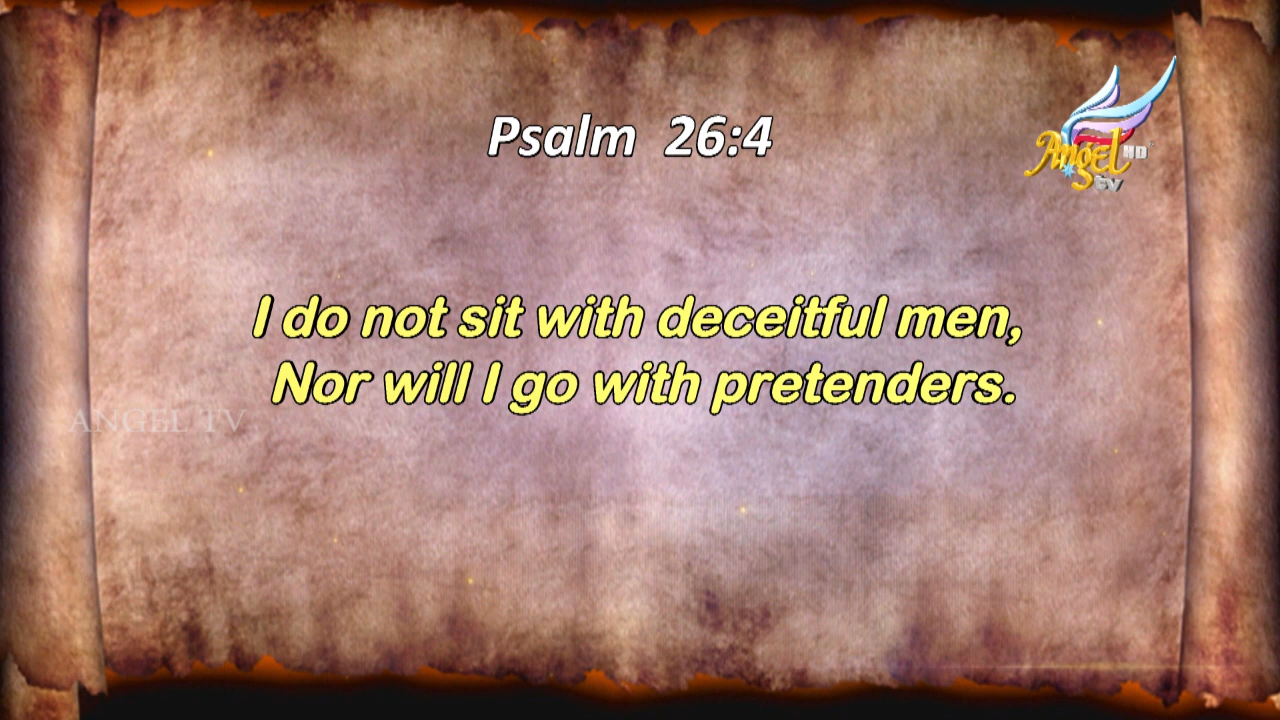 Psalm 26:4
Angel HD
tv
I do not sit with deceitful men,
Nor will I go with pretenders.
ANGEL TV